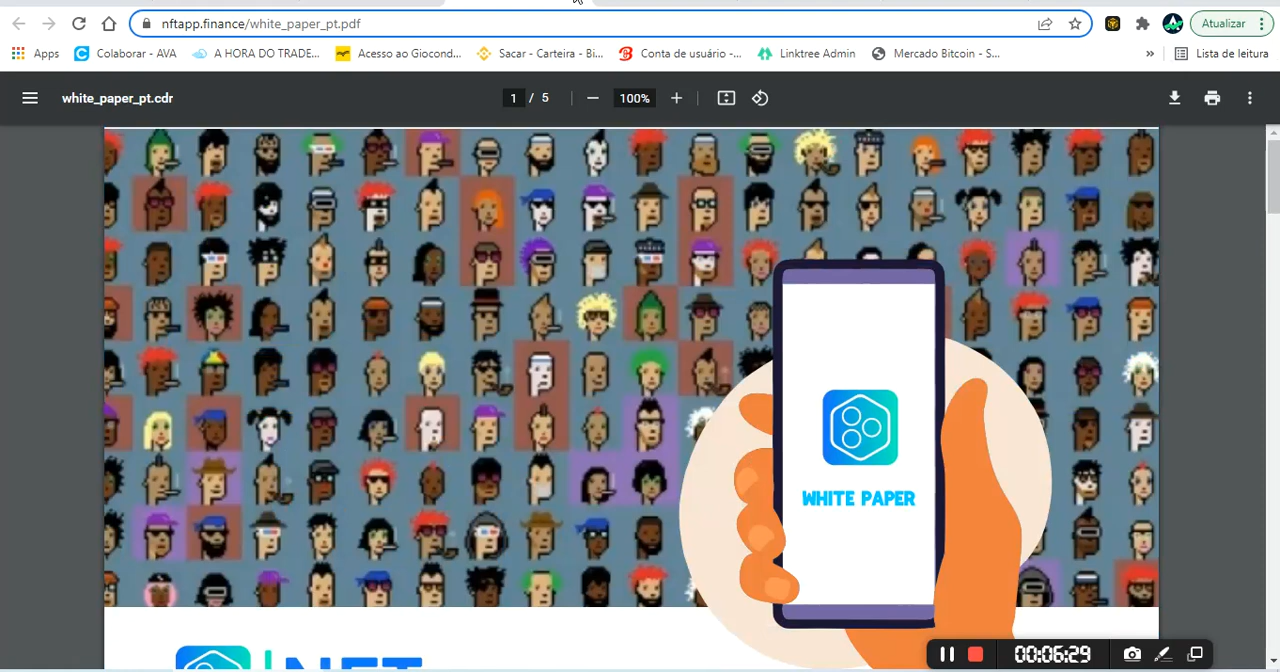 nftapp.finance/white_paper_pt.pdf
Atualizar
Apps
Colaborar - AVA
A HORA DO TRADE...
Acesso ao Giocond...
Sacar - Carteira - Bi...
Conta de usuário -...
Linktree Admin
Mercado Bitcoin - S...
»
Lista de leitura
white_paper_pt.cdr
1 / 5
100%
WHITE PAPER
NFT
00:06:29